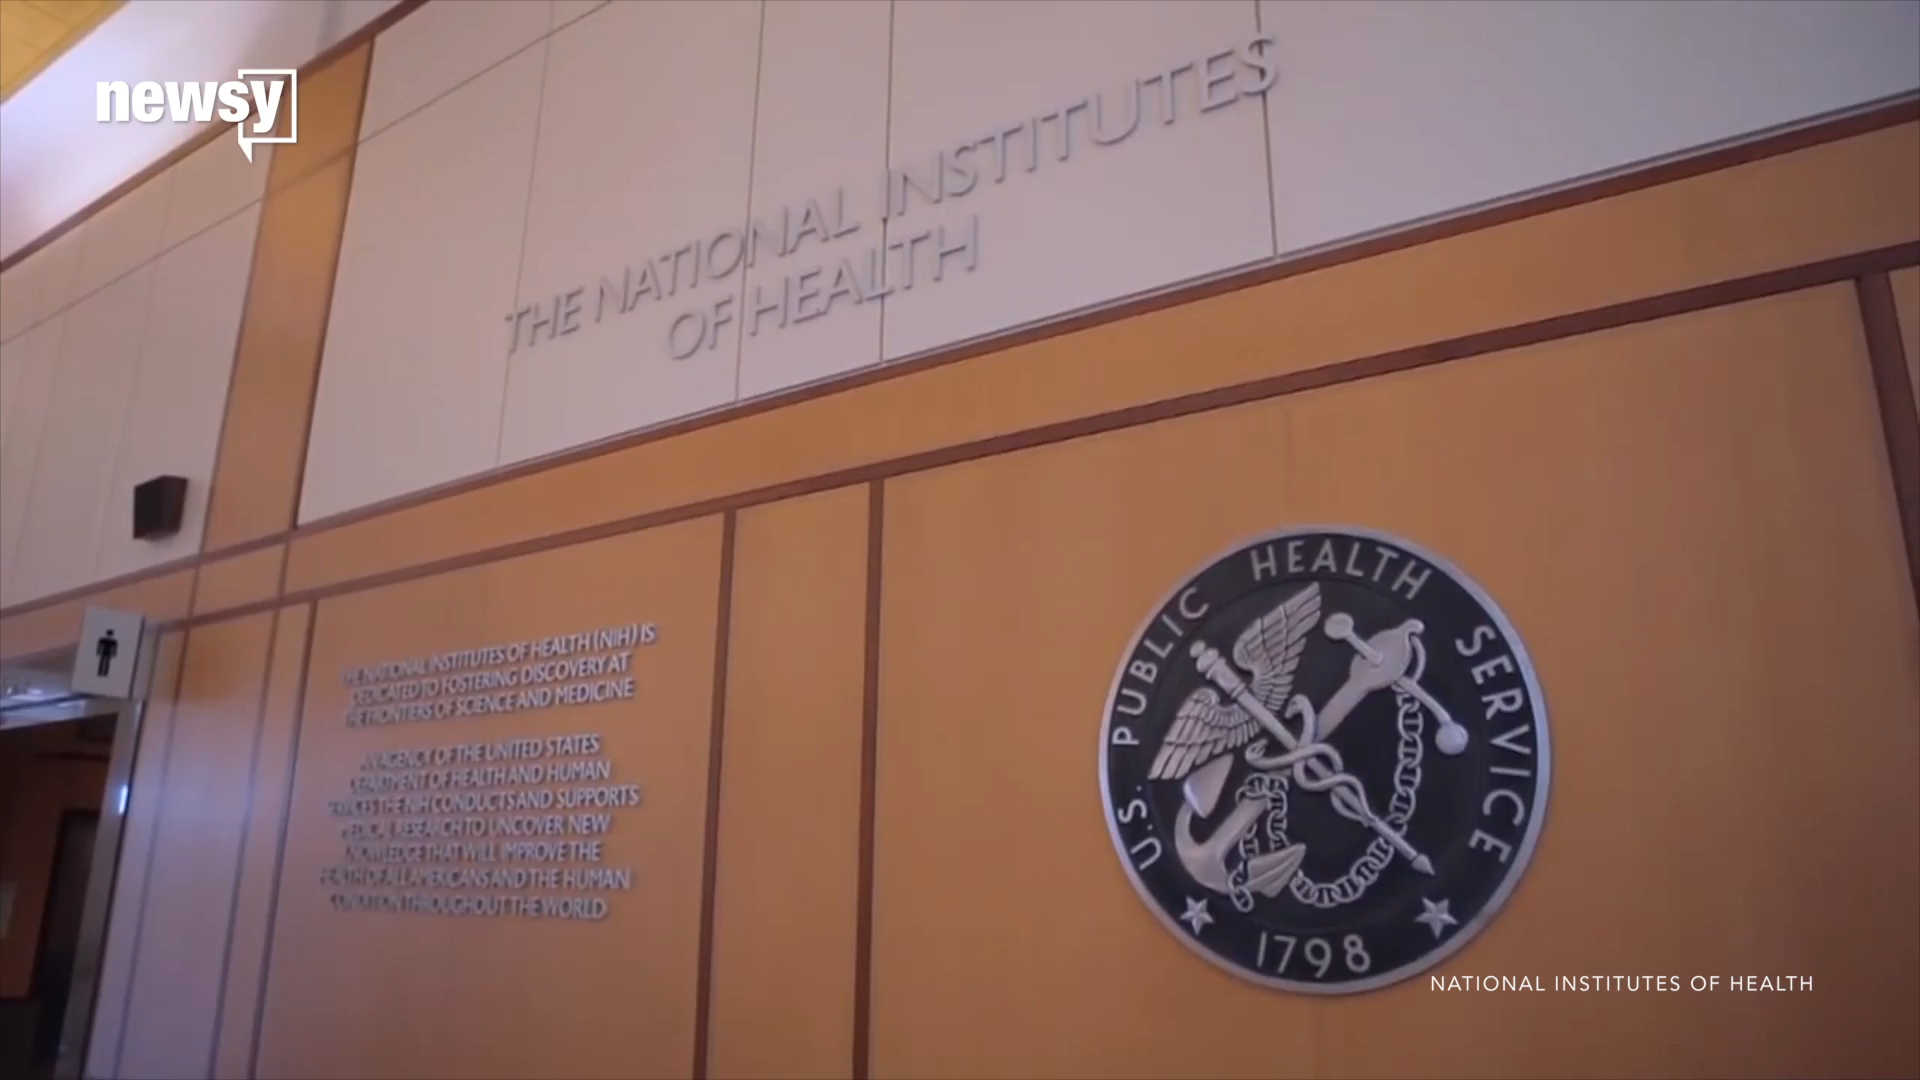 newsy
THE NATIONAL INSTITUTES
OF HEALTH
THE NATIONAL INSTITUTES OF HEALTH (NIH) IS
DEDICATED TO FOSTERING DISCOVERY AT
THE FRONTIERS OF SCIENCE AND MEDICINE
AN AGENCY OF THE UNITED STATES
DEPARTMENT OF HEALTH AND HUMAN
SERVICES THE NIH CONDUCTS AND SUPPORTS
MEDICAL RESEARCH TO UNCOVER NEW
KNOWLEDGE THAT WILL IMPROVE THE
HEALTH OF ALL AMERICANS AND THE HUMAN
CONDITION THROUGHOUT THE WORLD
U.S. PUBLIC HEALTH SERVICE
1798
NATIONAL INSTITUTES OF HEALTH